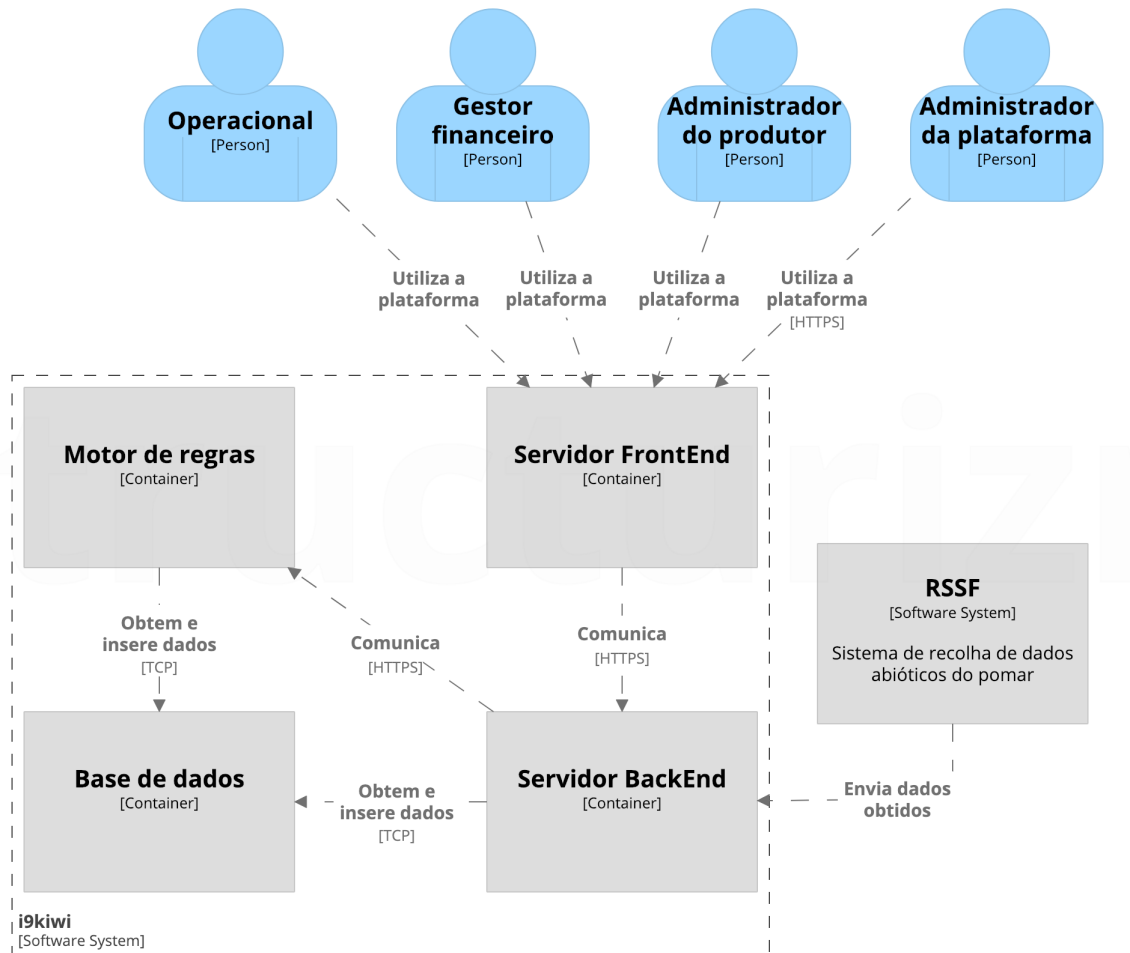 Operacional
[Person]
Gestor
financeiro
[Person]
Administrador
do produtor
[Person]
Administrador
da plataforma
[Person]
Utiliza a
plataforma
Utiliza a
plataforma
Utiliza a
plataforma
Utiliza a
plataforma
[HTTPS]
Motor de regras
[Container]
Servidor FrontEnd
[Container]
RSSF
[Software System]
Sistema de recolha de dados
abióticos do pomar
Obtem e
insere dados
[TCP]
Comunica
[HTTPS]
Comunica
[HTTPS]
Base de dados
[Container]
Obtem e
insere dados
[TCP]
Servidor BackEnd
[Container]
Envia dados
obtidos
i9kiwi
[Software System]